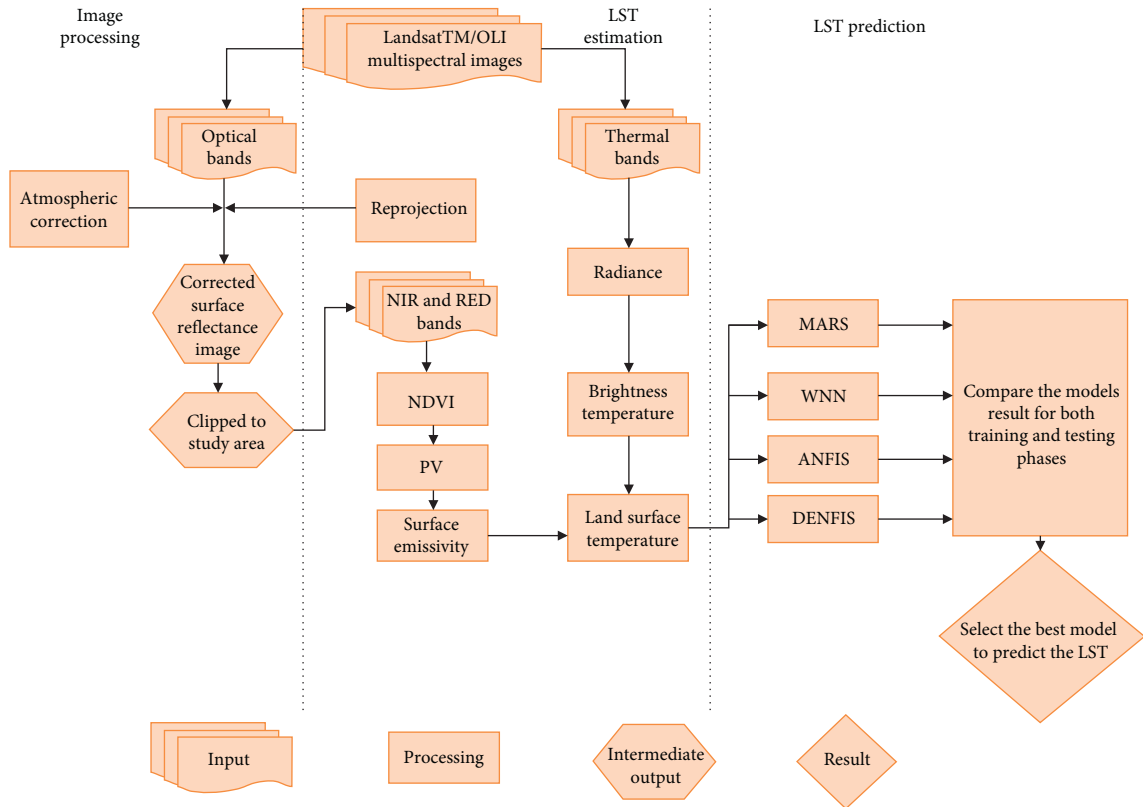 Image
processing
LST
estimation
LST prediction
LandsatTM/OLI
multispectral images
Optical
bands
Thermal
bands
Atmospheric
correction
Reprojection
Corrected
surface
reflectance
image
NIR and RED
bands
Radiance
Clipped to
study area
NDVI
Brightness
temperature
PV
Surface
emissivity
Land surface
temperature
MARS
WNN
ANFIS
DENFIS
Compare the models
result for both
training and testing
phases
Select the best model
to predict the LST
Input
Processing
Intermediate
output
Result